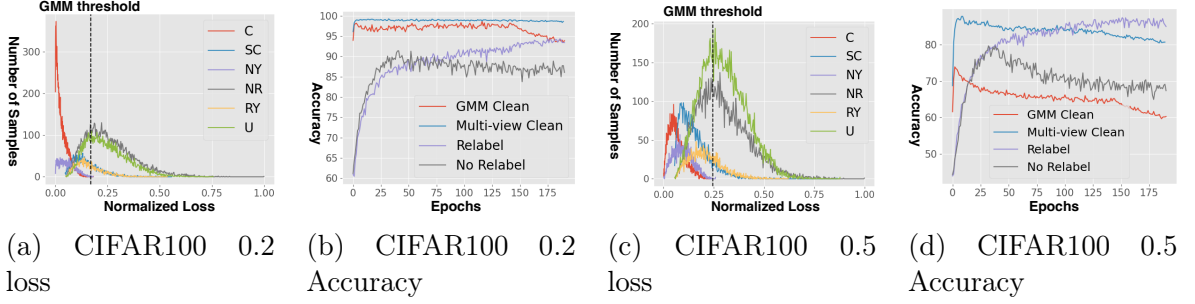 GMM threshold
Number of Samples
300
200
100
0
C
SC
NY
NR
RY
U
0.00
0.25
0.50
0.75
1.00
Normalized Loss
Accuracy
100
95
90
85
80
75
70
65
60
GMM Clean
Multi-view Clean
Relabel
No Relabel
0
25
50
75
100
125
150
175
Epochs
GMM threshold
Number of Samples
200
150
100
50
0
C
SC
NY
NR
RY
U
0.00
0.25
0.50
0.75
1.00
Normalized Loss
Accuracy
90
80
70
60
50
GMM Clean
Multi-view Clean
Relabel
No Relabel
0
25
50
75
100
125
150
175
Epochs
(a) CIFAR100 0.2
loss
(b) CIFAR100 0.2
Accuracy
(c) CIFAR100 0.5
loss
(d) CIFAR100 0.5
Accuracy